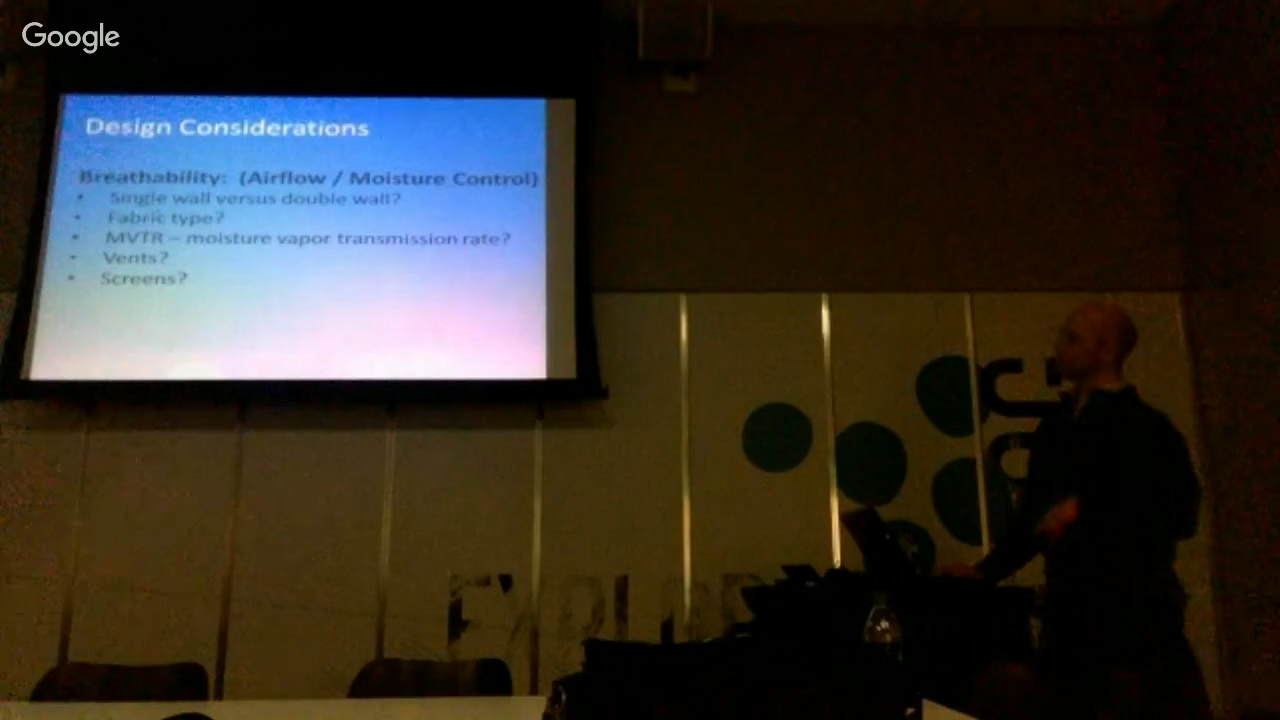 Google
Design Considerations
Breathability: (Airflow / Moisture Control)
• Single wall versus double wall?
• Fabric type?
• MVTR – moisture vapor transmission rate?
• Vents?
• Screens?